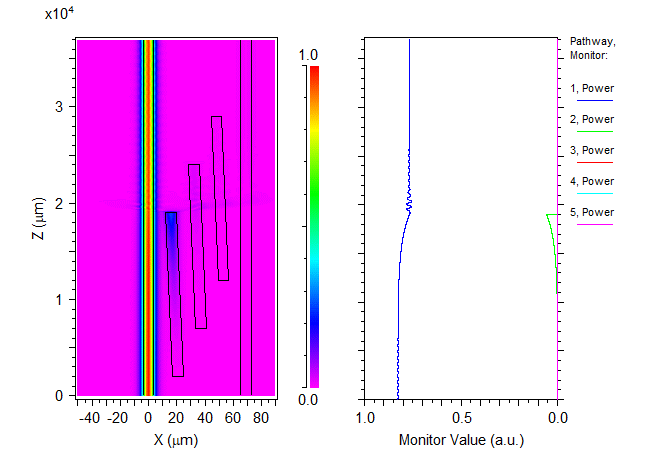 x10⁴
3
2
1
0
Z (μm)
-40 -20 0 20 40 60 80
X (μm)
1.0
0.0
1.0 0.5 0.0
Monitor Value (a.u.)
Pathway,
Monitor:
1, Power
2, Power
3, Power
4, Power
5, Power